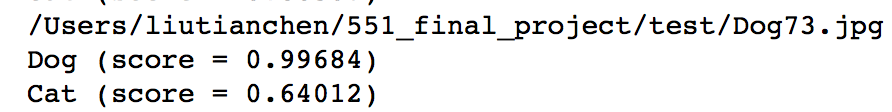 /Users/liutianchen/551_final_project/test/Dog73.jpg
Dog (score = 0.99684)
Cat (score = 0.64012)